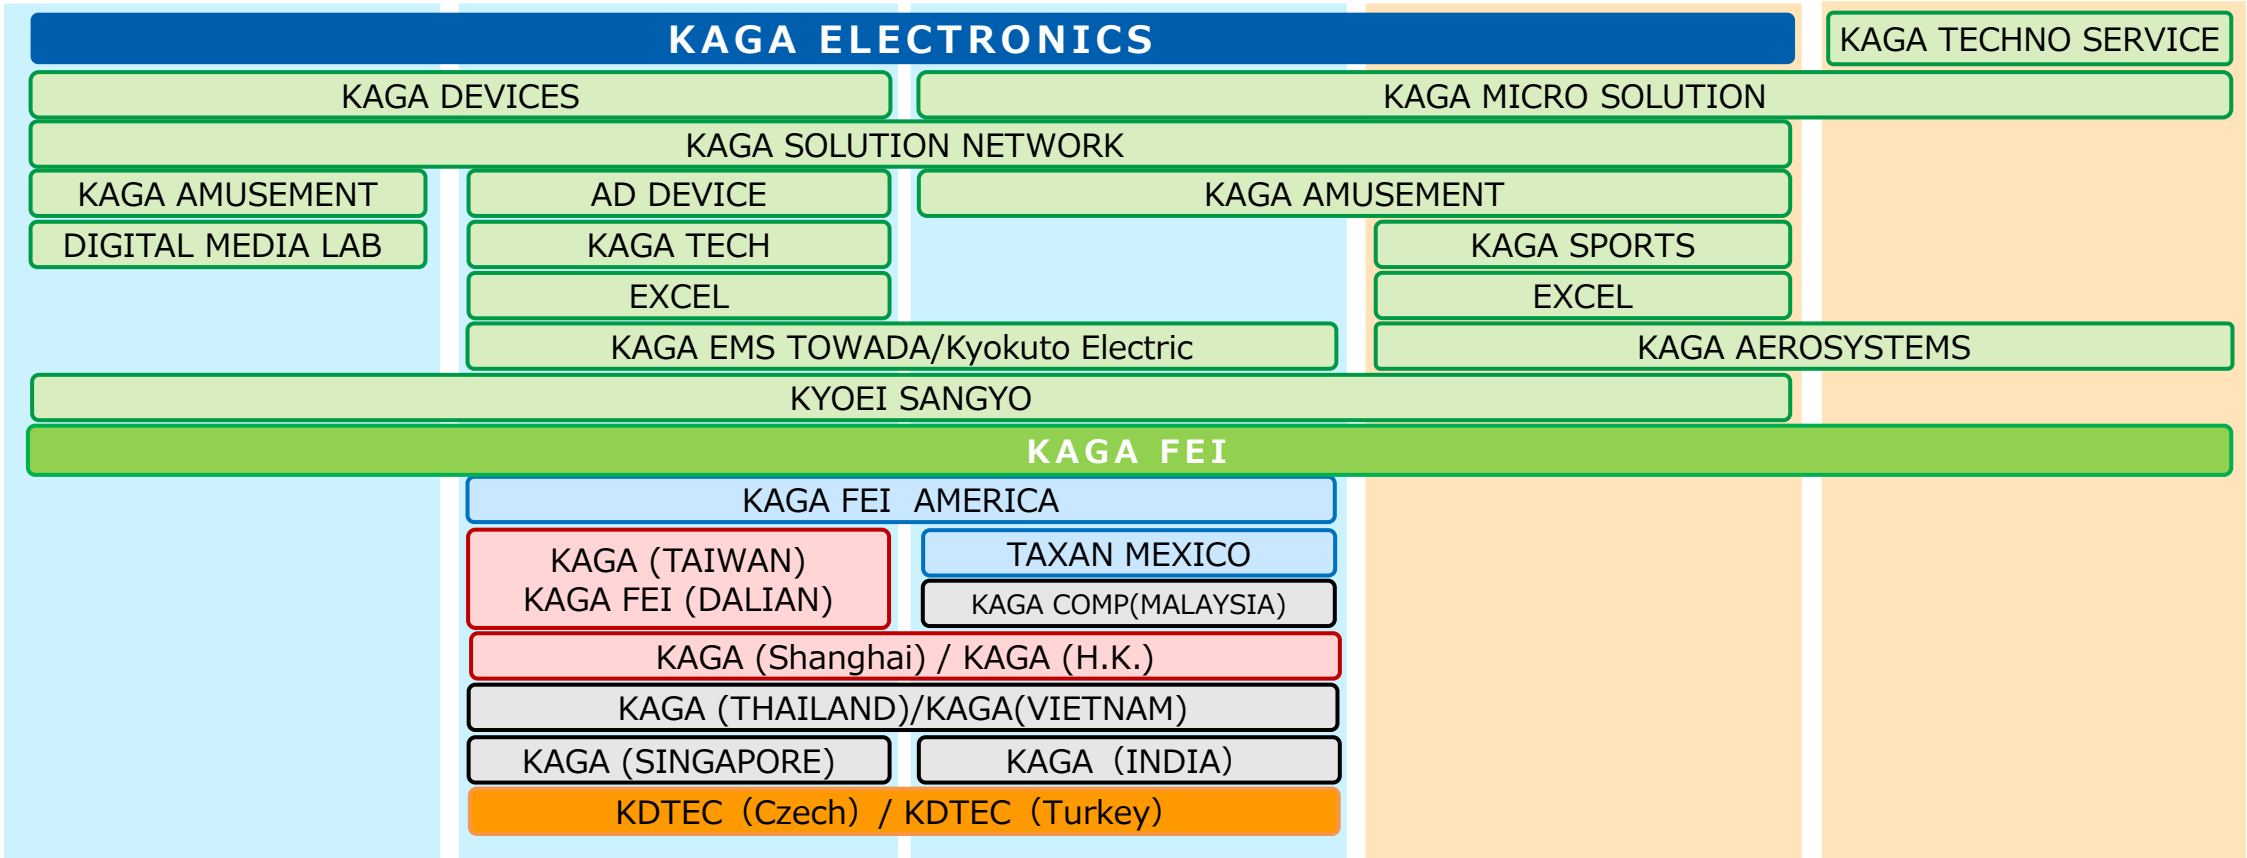 KAGA ELECTRONICS
KAGA TECHNO SERVICE
KAGA DEVICES
KAGA MICRO SOLUTION
KAGA SOLUTION NETWORK
KAGA AMUSEMENT
AD DEVICE
KAGA AMUSEMENT
DIGITAL MEDIA LAB
KAGA TECH
KAGA SPORTS
EXCEL
EXCEL
KAGA EMS TOWADA/Kyokuto Electric
KAGA AEROSYSTEMS
KYOEI SANGYO
KAGA FEI
KAGA FEI AMERICA
KAGA (TAIWAN)
KAGA FEI (DALIAN)
TAXAN MEXICO
KAGA COMP(MALAYSIA)
KAGA (Shanghai) / KAGA (H.K.)
KAGA (THAILAND)/KAGA(VIETNAM)
KAGA (SINGAPORE)
KAGA（INDIA）
KDTEC（Czech）/ KDTEC（Turkey）